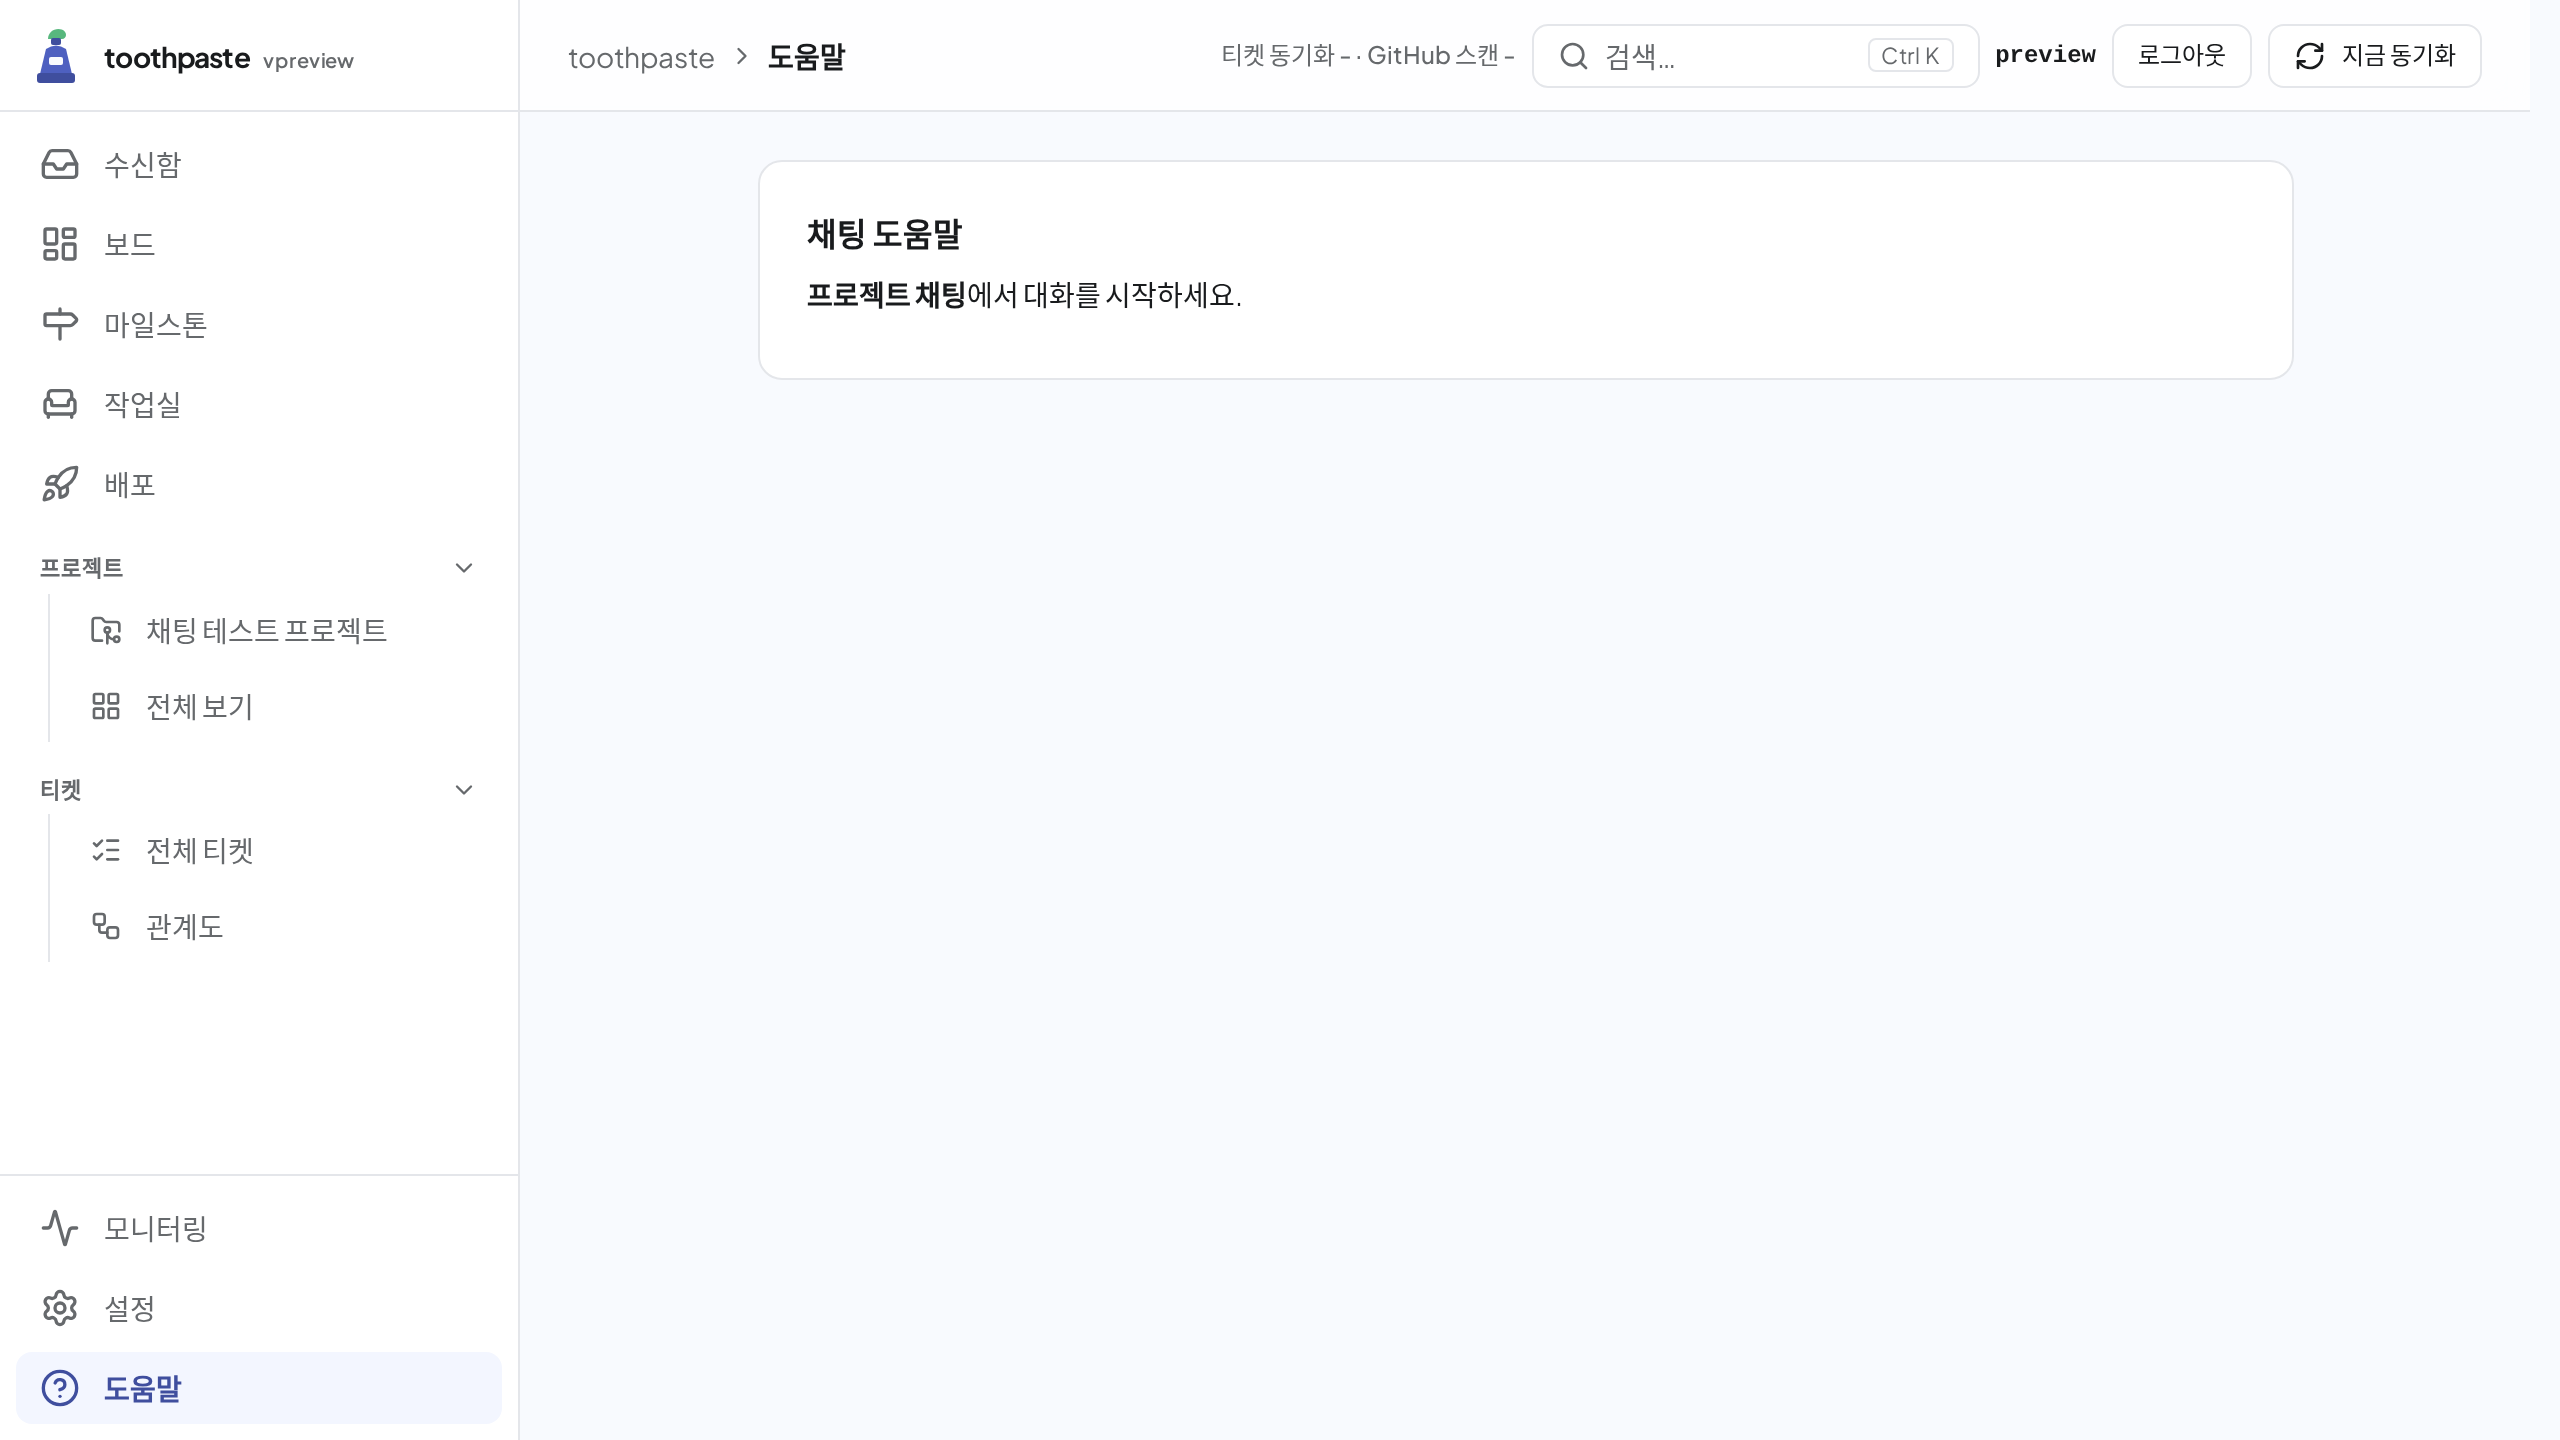 toothpaste vpreview
수신함
보드
마일스톤
작업실
배포
프로젝트
채팅 테스트 프로젝트
전체 보기
티켓
전체 티켓
관계도
모니터링
설정
도움말
toothpaste > 도움말
티켓 동기화 - · GitHub 스캔 -
검색... Ctrl K
preview
로그아웃
지금 동기화
채팅 도움말
프로젝트 채팅에서 대화를 시작하세요.